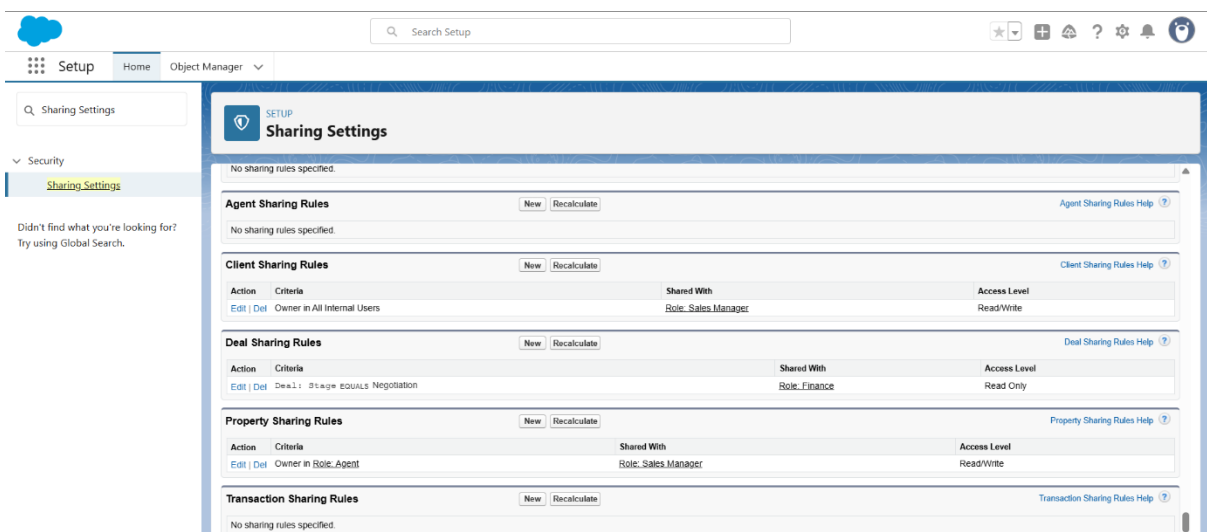 Search Setup
Setup Home Object Manager
Sharing Settings
Security
Sharing Settings
Didn't find what you're looking for?
Try using Global Search.
SETUP
Sharing Settings
No sharing rules specified.
Agent Sharing Rules New Recalculate Agent Sharing Rules Help ?
No sharing rules specified.
Client Sharing Rules New Recalculate Client Sharing Rules Help ?
Action Criteria Shared With Access Level
Edit | Del Owner in All Internal Users Role: Sales Manager Read/Write
Deal Sharing Rules New Recalculate Deal Sharing Rules Help ?
Action Criteria Shared With Access Level
Edit | Del Deal: Stage EQUALS Negotiation Role: Finance Read Only
Property Sharing Rules New Recalculate Property Sharing Rules Help ?
Action Criteria Shared With Access Level
Edit | Del Owner in Role: Agent Role: Sales Manager Read/Write
Transaction Sharing Rules New Recalculate Transaction Sharing Rules Help ?
No sharing rules specified.